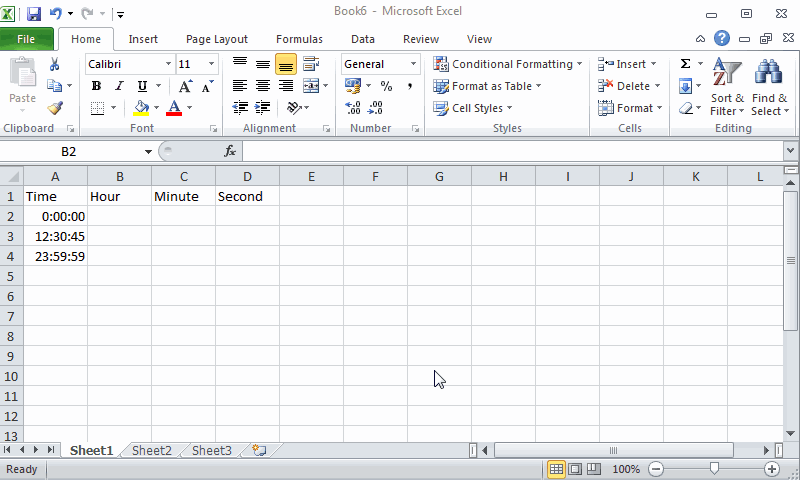 Book6 - Microsoft Excel
File Home Insert Page Layout Formulas Data Review View
Calibri 11 General Conditional Formatting Insert Σ
Paste B I U $ % , Format as Table Delete Sort & Filter Find & Select
A Cell Styles Format
Clipboard Font Alignment Number Styles Cells Editing
B2 fx
A B C D E F G H I J K L
1 Time Hour Minute Second
2 0:00:00
3 12:30:45
4 23:59:59
5
6
7
8
9
10
11
12
13
Sheet1 Sheet2 Sheet3
Ready 100%